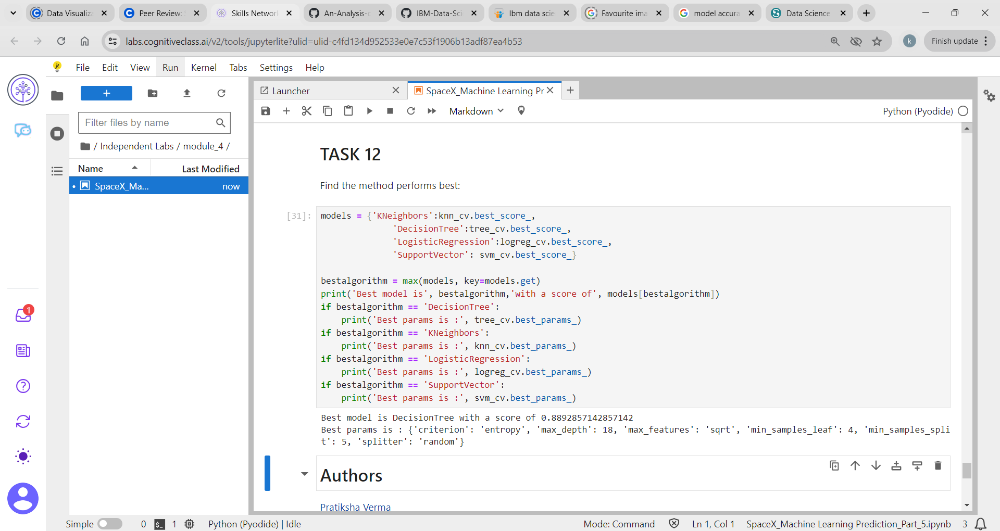 Data Visualiza
Peer Review:
Skills Network
An-Analysis-
IBM-Data-Sci
Ibm data scie
Favourite ima
model accura
Data Science
labs.cognitiveclass.ai/v2/tools/jupyterlite?ulid=ulid-c4fd134d952533e0e7c53f1906b13adf87ea4b53
k
Finish update
File Edit View Run Kernel Tabs Settings Help
Launcher
SpaceX_Machine Learning Pr
Filter files by name
Markdown
Python (Pyodide)
/ Independent Labs / module_4 /
Name
Last Modified
SpaceX_Ma...
now
TASK 12
Find the method performs best:
[31]:
models = {'KNeighbors':knn_cv.best_score_,
'DecisionTree':tree_cv.best_score_,
'LogisticRegression':logreg_cv.best_score_,
'SupportVector': svm_cv.best_score_}
bestalgorithm = max(models, key=models.get)
print('Best model is', bestalgorithm,'with a score of', models[bestalgorithm])
if bestalgorithm == 'DecisionTree':
print('Best params is :', tree_cv.best_params_)
if bestalgorithm == 'KNeighbors':
print('Best params is :', knn_cv.best_params_)
if bestalgorithm == 'LogisticRegression':
print('Best params is :', logreg_cv.best_params_)
if bestalgorithm == 'SupportVector':
print('Best params is :', svm_cv.best_params_)
Best model is DecisionTree with a score of 0.8892857142857142
Best params is : {'criterion': 'entropy', 'max_depth': 18, 'max_features': 'sqrt', 'min_samples_leaf': 4, 'min_samples_spli
t': 5, 'splitter': 'random'}
Authors
Pratiksha Verma
1
Simple
0
1
Python (Pyodide) | Idle
Mode: Command
Ln 1, Col 1
SpaceX_Machine Learning Prediction_Part_5.ipynb
3